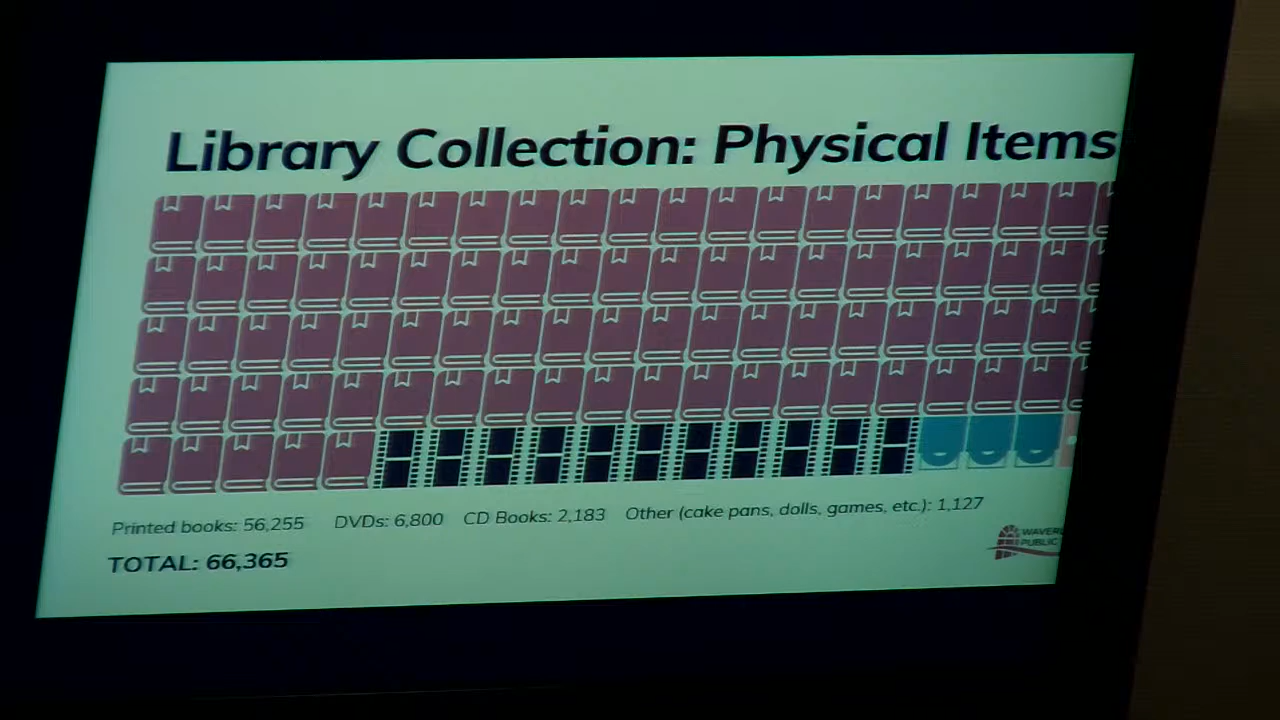 Library Collection: Physical Items
Printed books: 56,255 DVDs: 6,800 CD Books: 2,183 Other (cake pans, dolls, games, etc.): 1,127
TOTAL: 66,365
PUBLIC